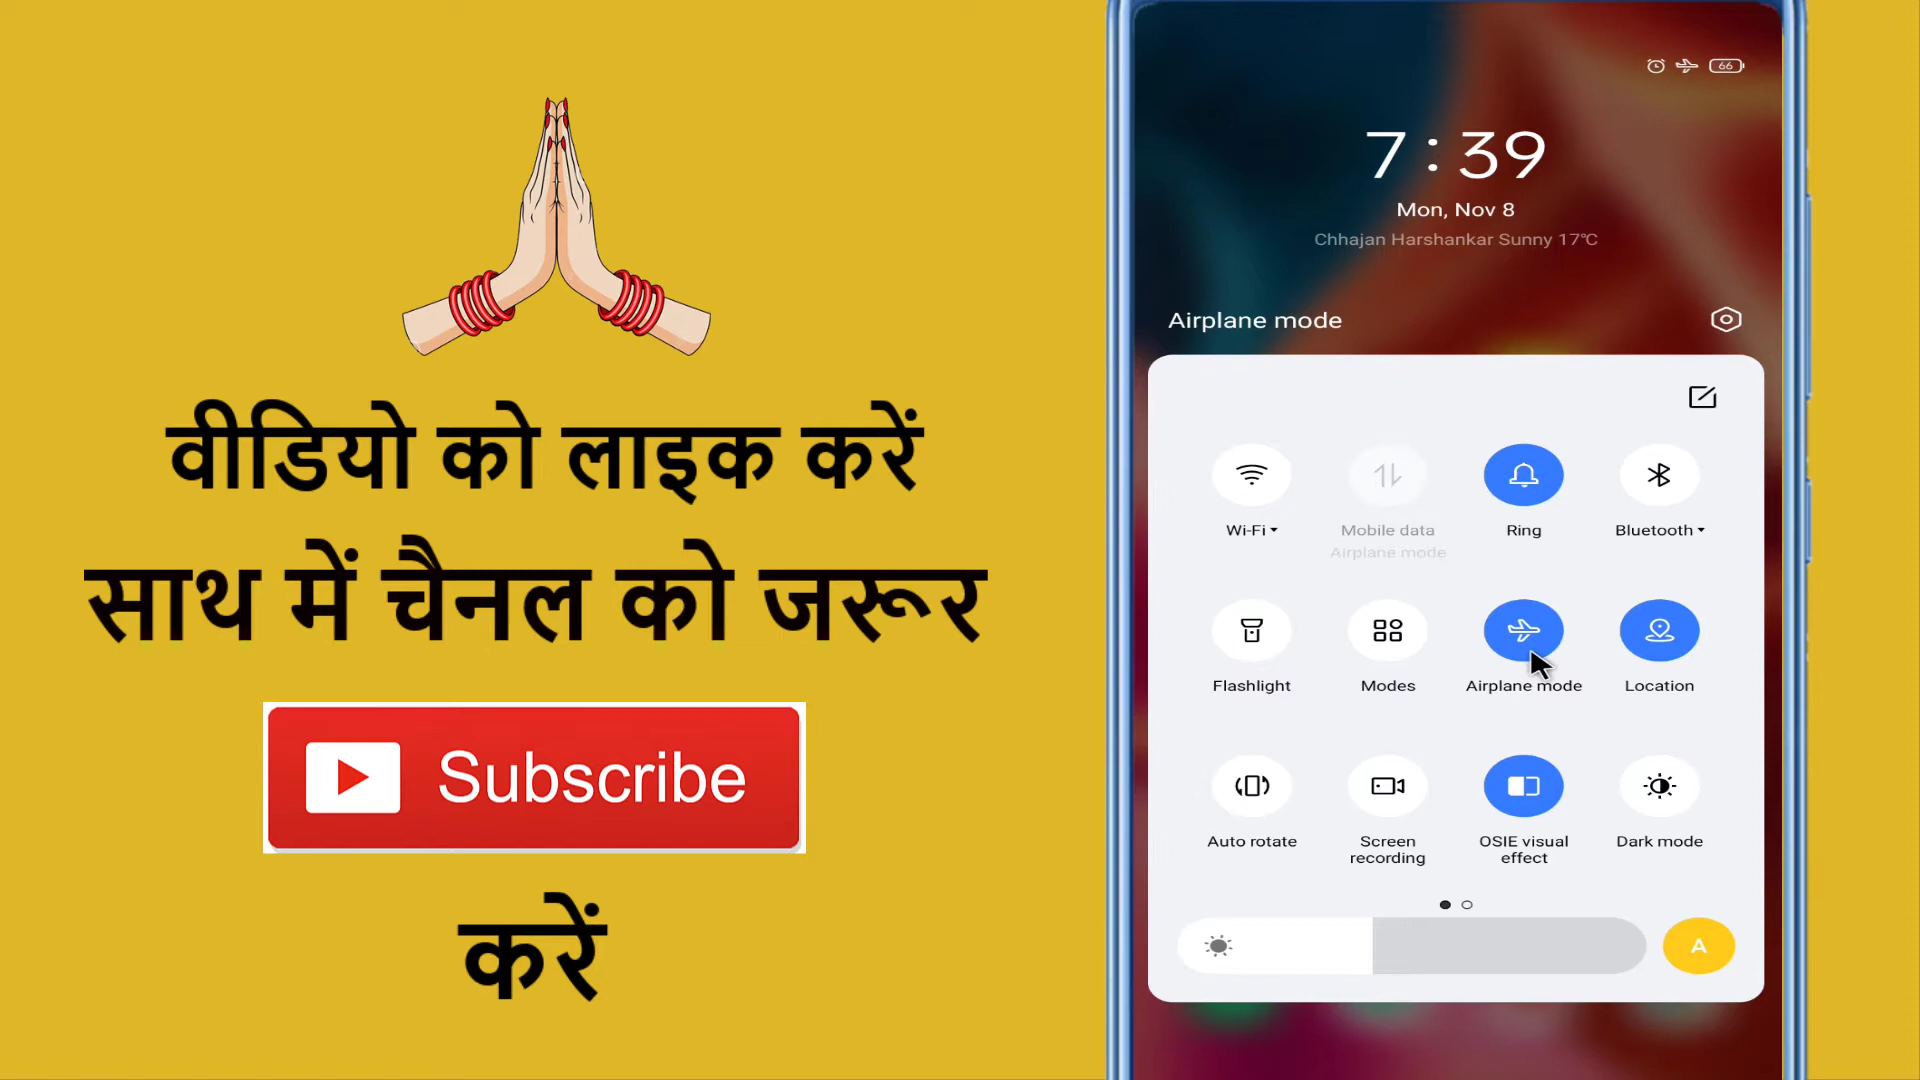 वीडियो को लाइक करें
साथ में चैनल को जरूर
Subscribe
करें
66
7:39
Mon, Nov 8
Chhajan Harshankar Sunny 17°C
Airplane mode
Wi-Fi
Mobile data
Airplane mode
Ring
Bluetooth
Flashlight
Modes
Airplane mode
Location
Auto rotate
Screen
recording
OSIE visual
effect
Dark mode
A